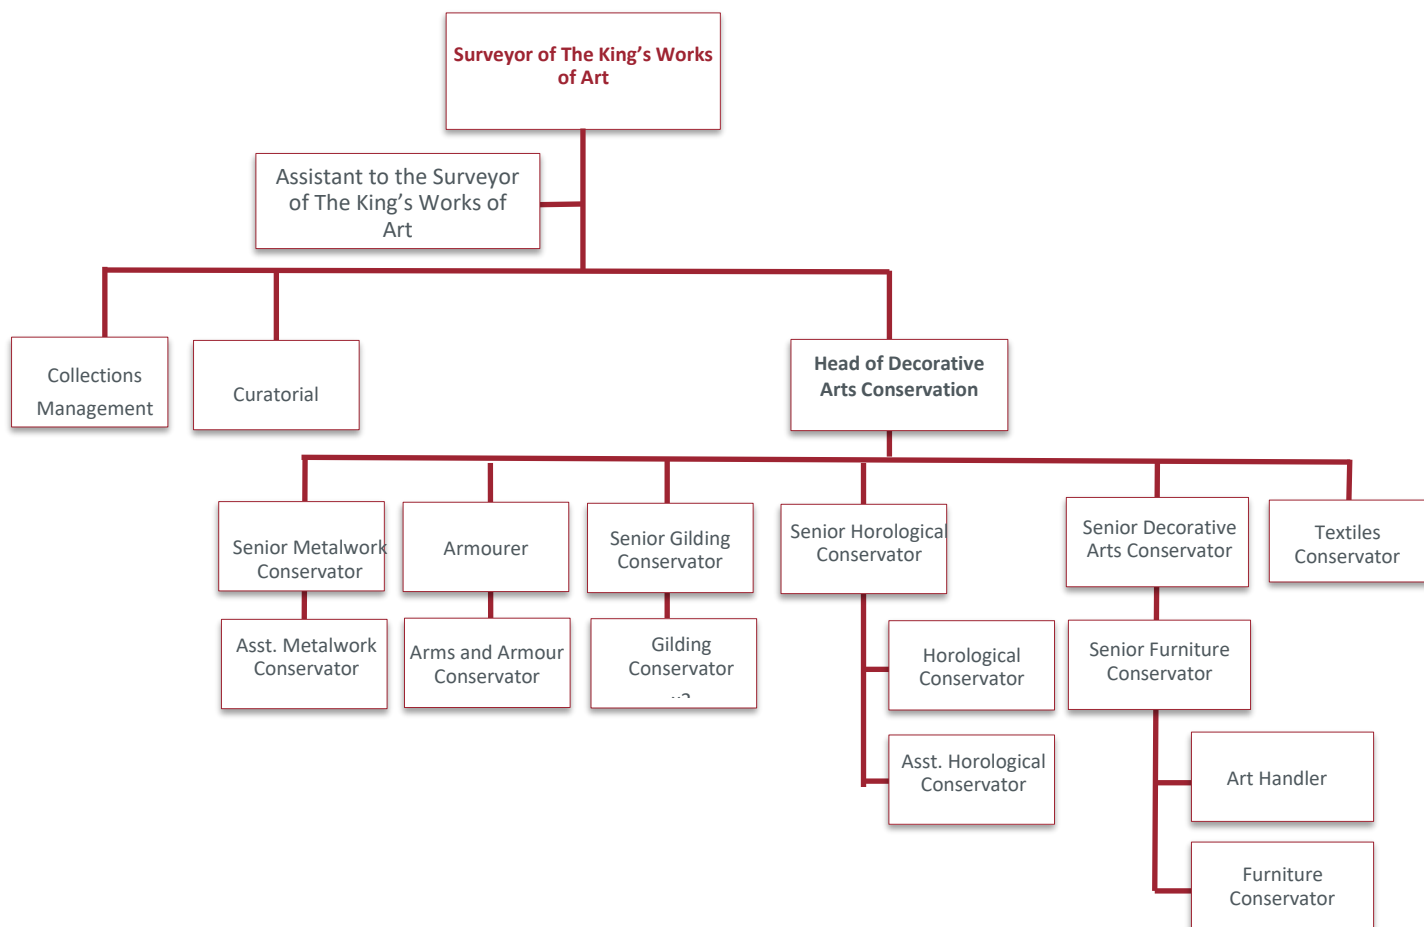 Surveyor of The King’s Works
of Art
Assistant to the Surveyor
of The King’s Works of
Art
Collections
Management
Curatorial
Head of Decorative
Arts Conservation
Senior Metalwork
Conservator
Armourer
Senior Gilding
Conservator
Senior Horological
Conservator
Senior Decorative
Arts Conservator
Textiles
Conservator
Asst. Metalwork
Conservator
Arms and Armour
Conservator
Gilding
Conservator
Horological
Conservator
Senior Furniture
Conservator
Asst. Horological
Conservator
Art Handler
Furniture
Conservator